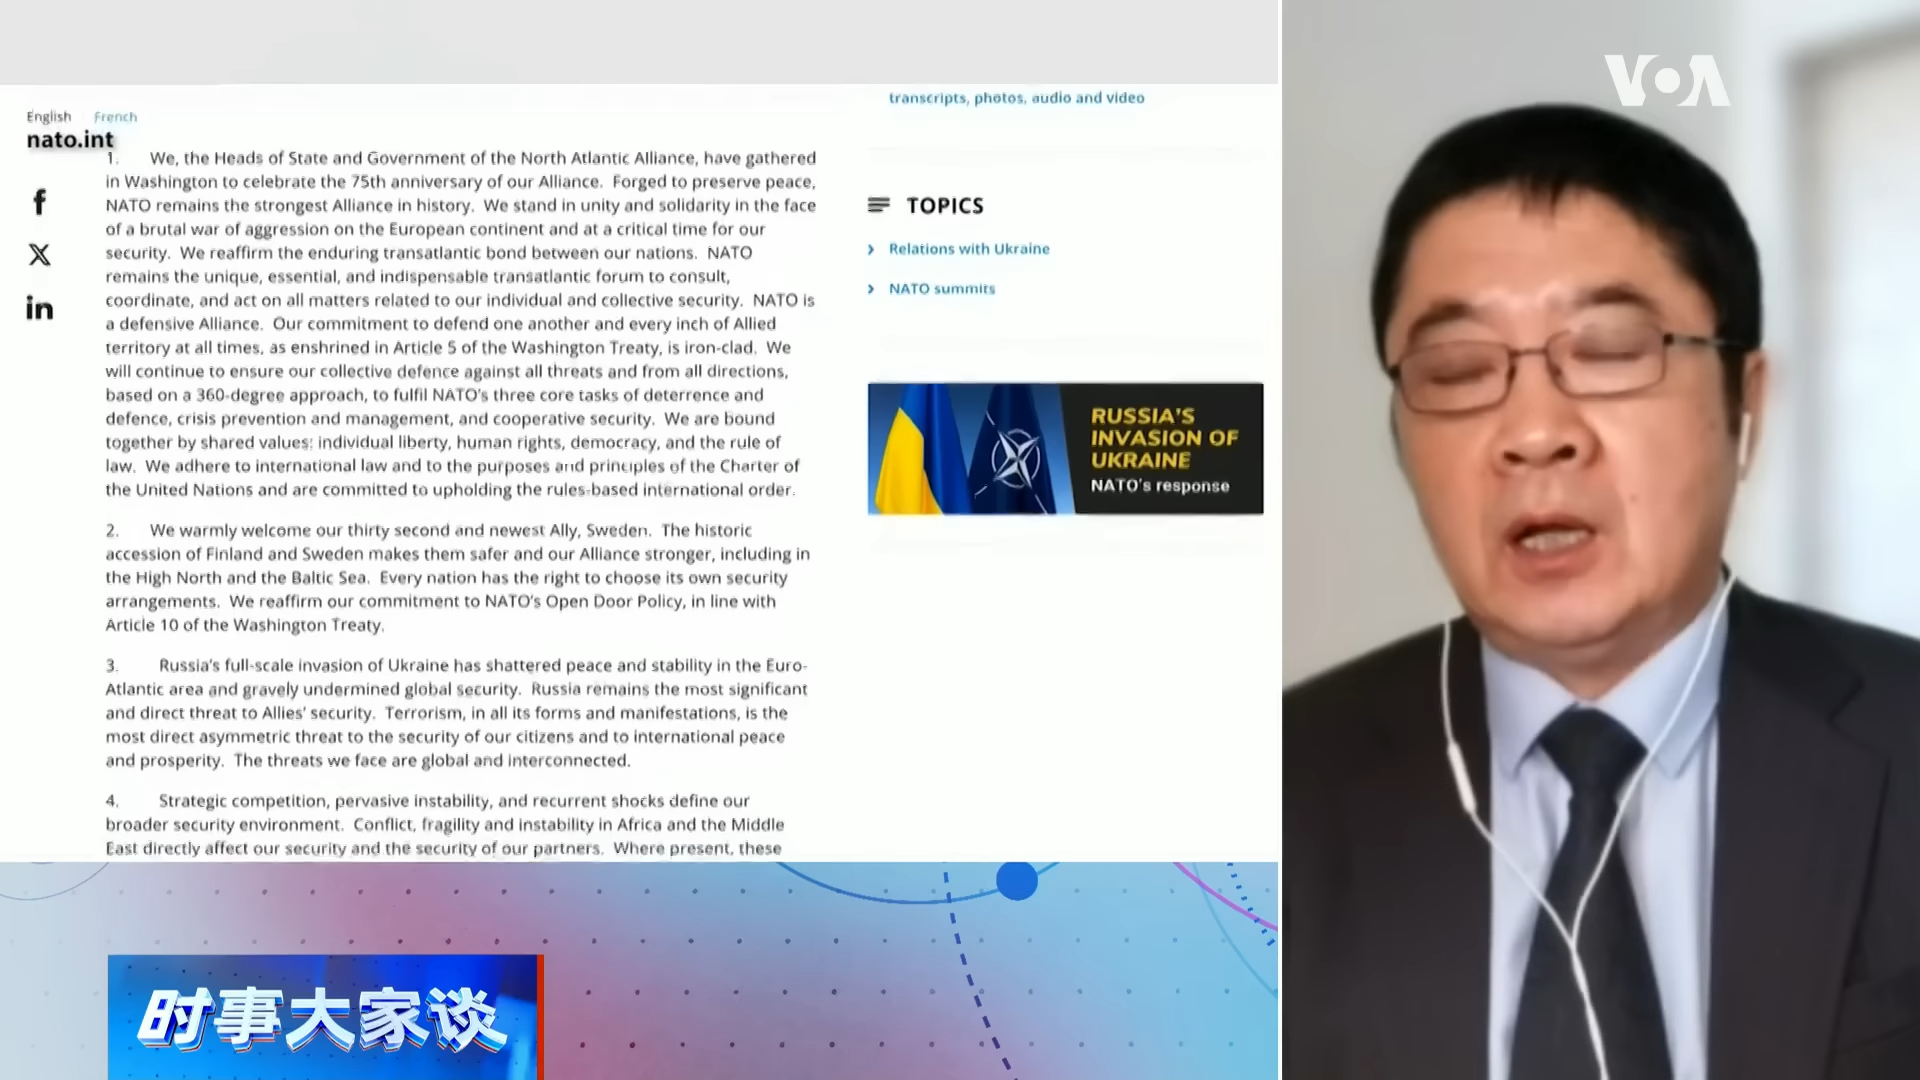 transcripts, photos, audio and video
English French
nato.int
1. We, the Heads of State and Government of the North Atlantic Alliance, have gathered
in Washington to celebrate the 75th anniversary of our Alliance. Forged to preserve peace,
NATO remains the strongest Alliance in history. We stand in unity and solidarity in the face
of a brutal war of aggression on the European continent and at a critical time for our
security. We reaffirm the enduring transatlantic bond between our nations. NATO
remains the unique, essential, and indispensable transatlantic forum to consult,
coordinate, and act on all matters related to our individual and collective security. NATO is
a defensive Alliance. Our commitment to defend one another and every inch of Allied
territory at all times, as enshrined in Article 5 of the Washington Treaty, is iron-clad. We
will continue to ensure our collective defence against all threats and from all directions,
based on a 360-degree approach, to fulfil NATO's three core tasks of deterrence and
defence, crisis prevention and management, and cooperative security. We are bound
together by shared values: individual liberty, human rights, democracy, and the rule of
law. We adhere to international law and to the purposes and principles of the Charter of
the United Nations and are committed to upholding the rules-based international order.
2. We warmly welcome our thirty second and newest Ally, Sweden. The historic
accession of Finland and Sweden makes them safer and our Alliance stronger, including in
the High North and the Baltic Sea. Every nation has the right to choose its own security
arrangements. We reaffirm our commitment to NATO's Open Door Policy, in line with
Article 10 of the Washington Treaty.
3. Russia's full-scale invasion of Ukraine has shattered peace and stability in the Euro-
Atlantic area and gravely undermined global security. Russia remains the most significant
and direct threat to Allies' security. Terrorism, in all its forms and manifestations, is the
most direct asymmetric threat to the security of our citizens and to international peace
and prosperity. The threats we face are global and interconnected.
4. Strategic competition, pervasive instability, and recurrent shocks define our
broader security environment. Conflict, fragility and instability in Africa and the Middle
East directly affect our security and the security of our partners. Where present, these
TOPICS
Relations with Ukraine
NATO summits
RUSSIA'S
INVASION OF
UKRAINE
NATO's response
VOA
时事大家谈